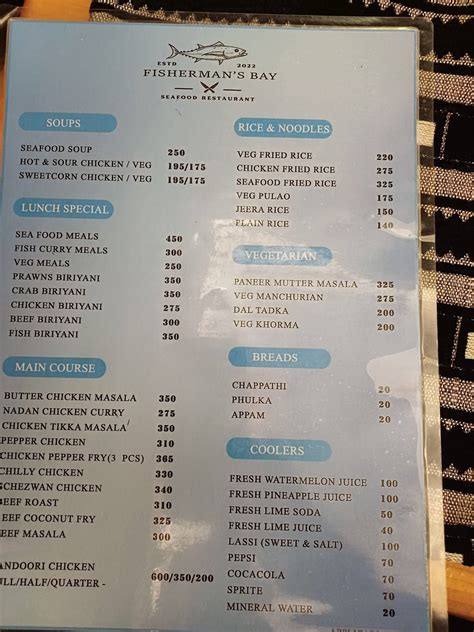 ESTD 2022
FISHERMAN'S BAY
SEAFOOD RESTAURANT
SOUPS
SEAFOOD SOUP 250
HOT & SOUR CHICKEN / VEG 195/175
SWEETCORN CHICKEN / VEG 195/175
LUNCH SPECIAL
SEA FOOD MEALS 450
FISH CURRY MEALS 300
VEG MEALS 250
PRAWNS BIRIYANI 350
CRAB BIRIYANI 350
CHICKEN BIRIYANI 275
BEEF BIRIYANI 300
FISH BIRIYANI 350
MAIN COURSE
BUTTER CHICKEN MASALA 350
NADAN CHICKEN CURRY 275
CHICKEN TIKKA MASALA 350
PEPPER CHICKEN 310
CHICKEN PEPPER FRY(3 PCS) 365
CHILLY CHICKEN 330
SCHEZWAN CHICKEN 340
BEEF ROAST 310
EEF COCONUT FRY 325
EEF MASALA 300
ANDOORI CHICKEN
ULL/HALF/QUARTER - 600/350/200
RICE & NOODLES
VEG FRIED RICE 220
CHICKEN FRIED RICE 275
SEAFOOD FRIED RICE 325
VEG PULAO 175
JEERA RICE 150
PLAIN RICE 140
VEGETARIAN
PANEER MUTTER MASALA 325
VEG MANCHURIAN 275
DAL TADKA 200
VEG KHORMA 200
BREADS
CHAPPATHI 20
PHULKA 20
APPAM 20
COOLERS
FRESH WATERMELON JUICE 100
FRESH PINEAPPLE JUICE 100
FRESH LIME SODA 50
FRESH LIME JUICE 40
LASSI (SWEET & SALT) 100
PEPSI 70
COCACOLA 70
SPRITE 70
MINERAL WATER 20